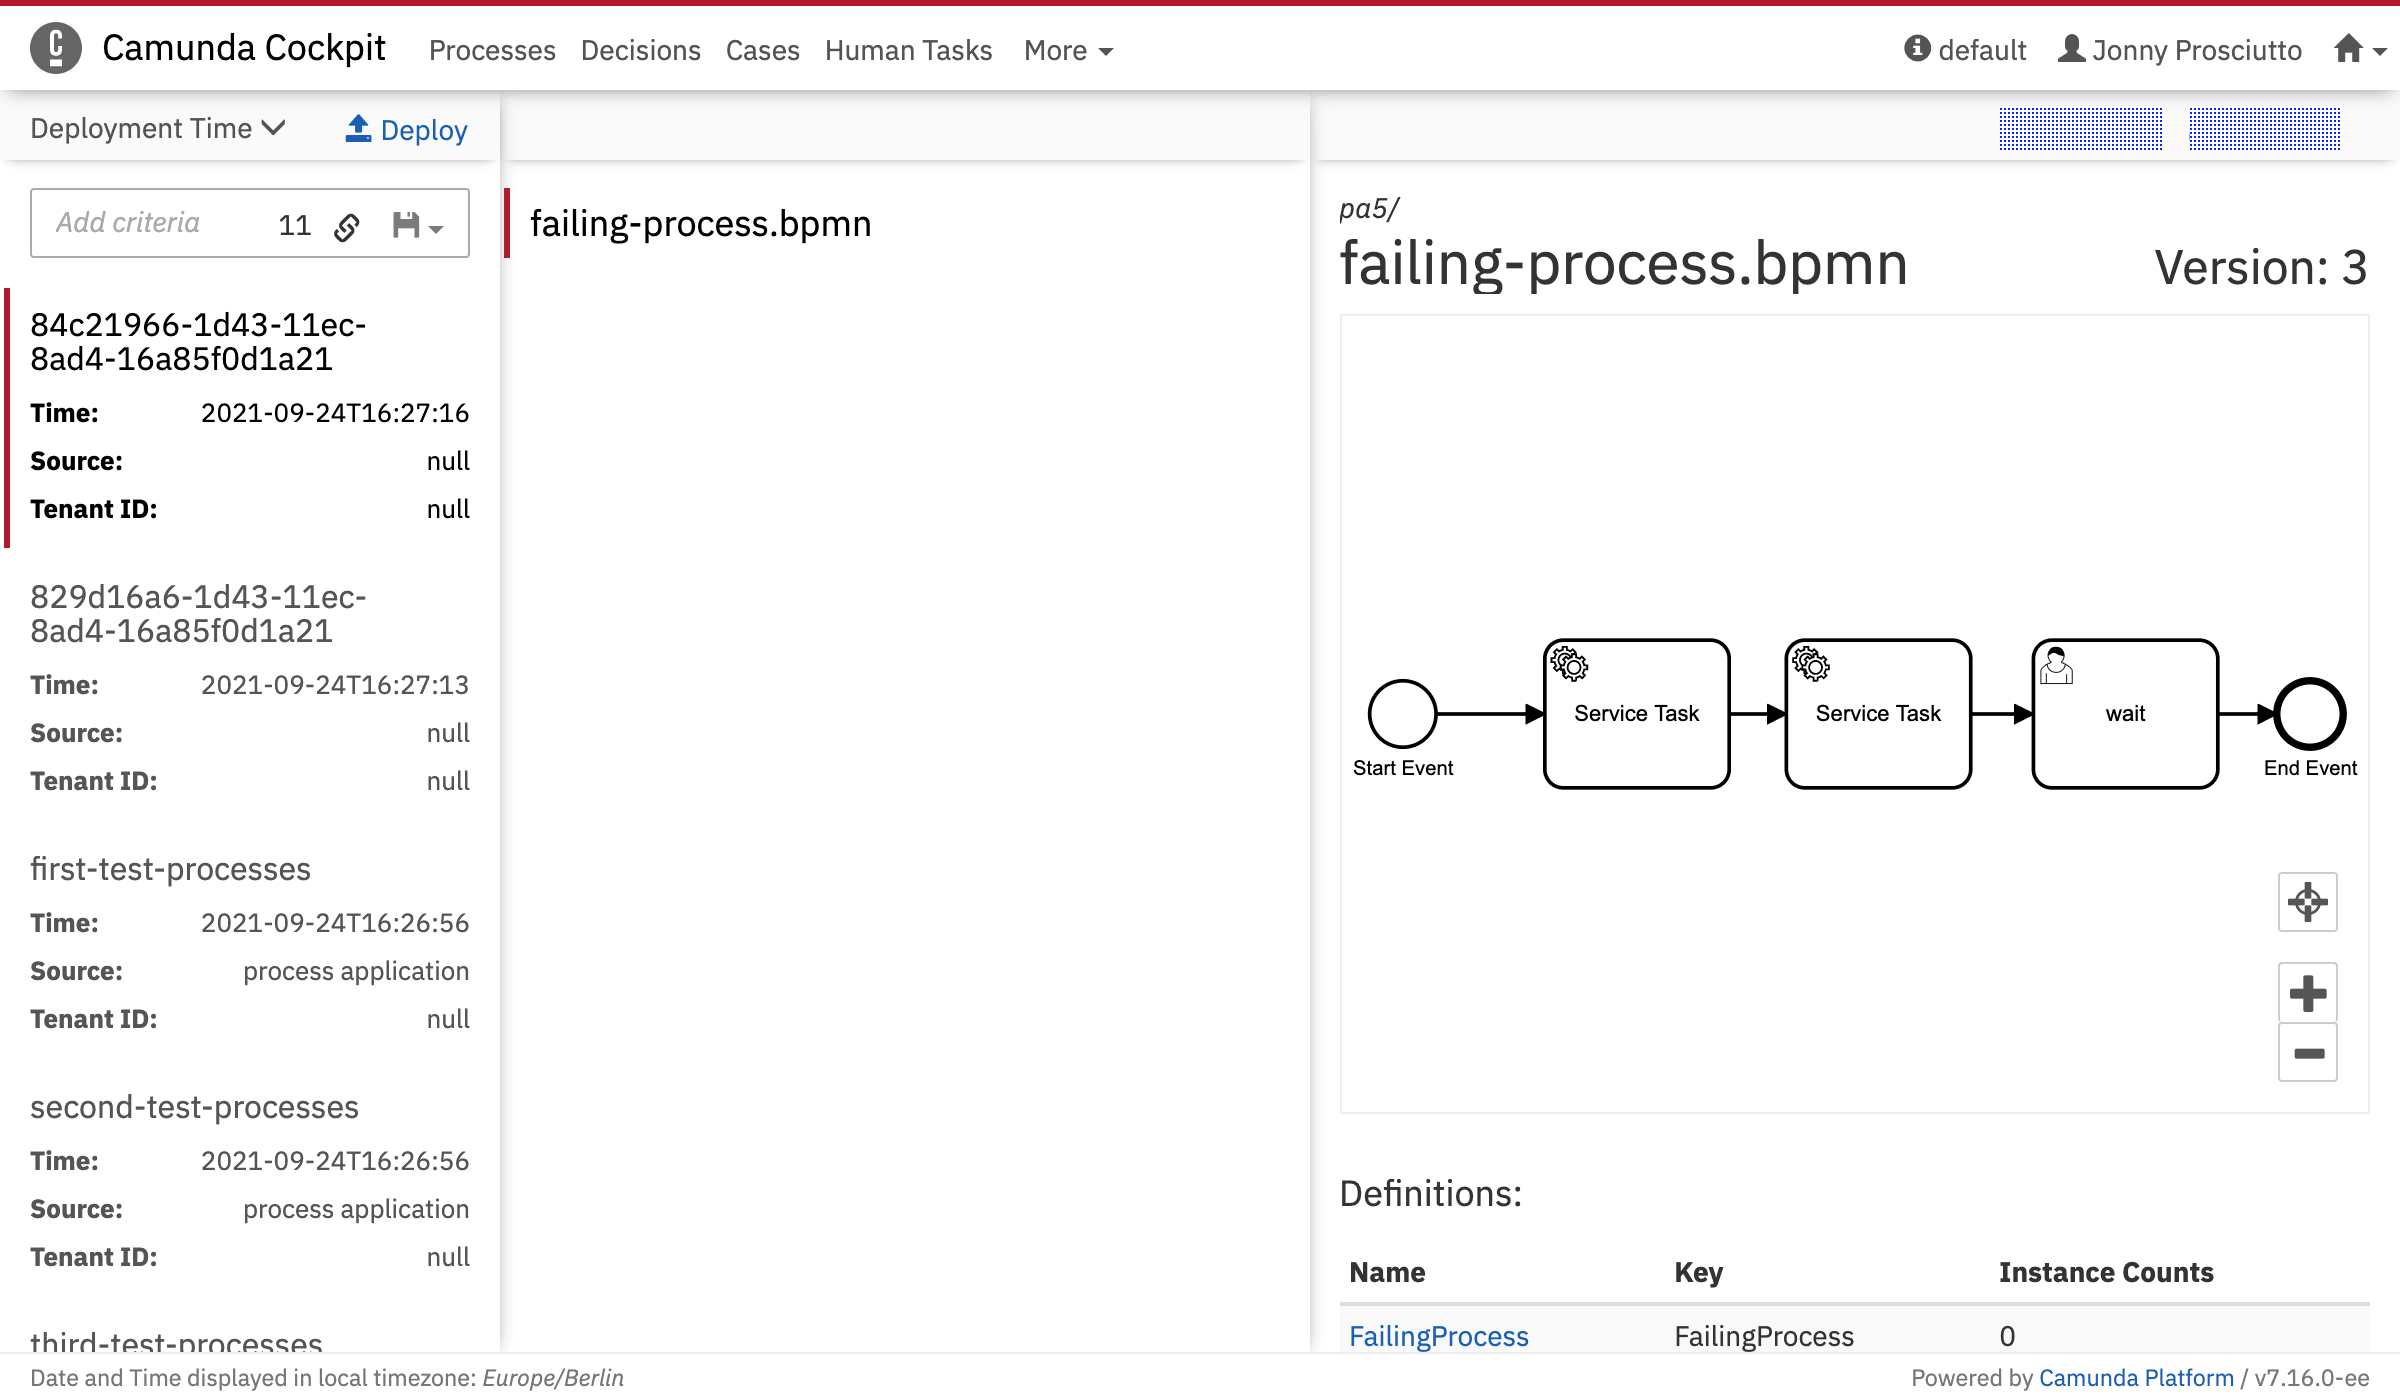 Camunda Cockpit Processes Decisions Cases Human Tasks More default Jonny Prosciutto
Deployment Time Deploy
Add criteria 11
84c21966-1d43-11ec-
8ad4-16a85f0d1a21
Time: 2021-09-24T16:27:16
Source: null
Tenant ID: null
829d16a6-1d43-11ec-
8ad4-16a85f0d1a21
Time: 2021-09-24T16:27:13
Source: null
Tenant ID: null
first-test-processes
Time: 2021-09-24T16:26:56
Source: process application
Tenant ID: null
second-test-processes
Time: 2021-09-24T16:26:56
Source: process application
Tenant ID: null
third-test-processes
failing-process.bpmn
pa5/
failing-process.bpmn Version: 3
Service Task Service Task wait
Start Event End Event
Definitions:
Name Key Instance Counts
FailingProcess FailingProcess 0
Date and Time displayed in local timezone: Europe/Berlin
Powered by Camunda Platform / v7.16.0-ee